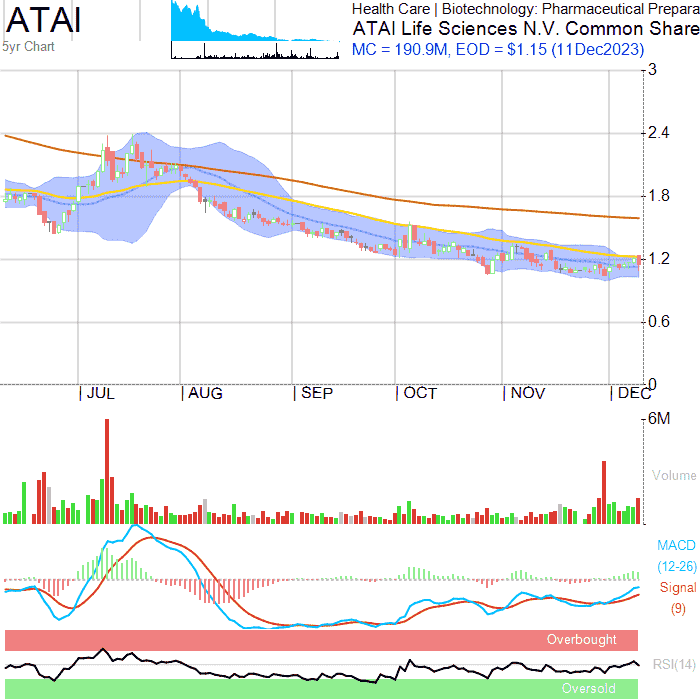 ATAI
5yr Chart
Health Care | Biotechnology: Pharmaceutical Prepara
ATAI Life Sciences N.V. Common Share
MC = 190.9M, EOD = $1.15 (11Dec2023)
3
2.4
1.8
1.2
0.6
0
JUL
AUG
SEP
OCT
NOV
DEC
6M
Volume
MACD
(12-26)
Signal
(9)
Overbought
RSI(14)
Oversold